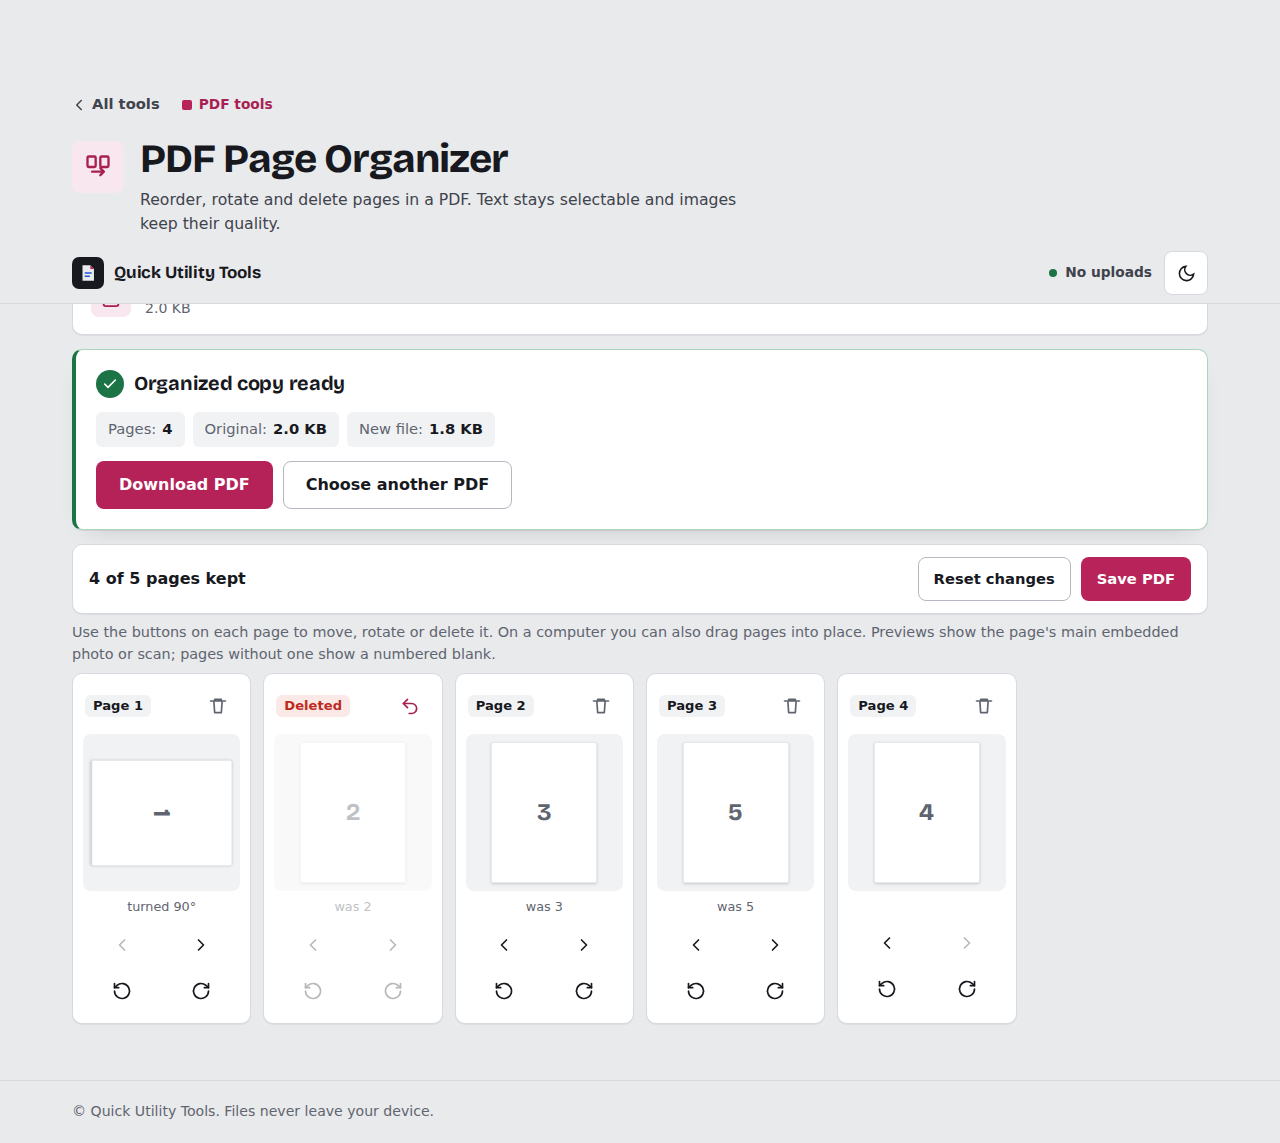 All tools PDF tools
PDF Page Organizer
Reorder, rotate and delete pages in a PDF. Text stays selectable and images
keep their quality.
Quick Utility Tools No uploads
2.0 KB
Organized copy ready
Pages: 4 Original: 2.0 KB New file: 1.8 KB
Download PDF Choose another PDF
4 of 5 pages kept Reset changes Save PDF
Use the buttons on each page to move, rotate or delete it. On a computer you can also drag pages into place. Previews show the page's main embedded
photo or scan; pages without one show a numbered blank.
Page 1 Deleted Page 2 Page 3 Page 4
1 2 3 5 4
turned 90° was 2 was 3 was 5
© Quick Utility Tools. Files never leave your device.